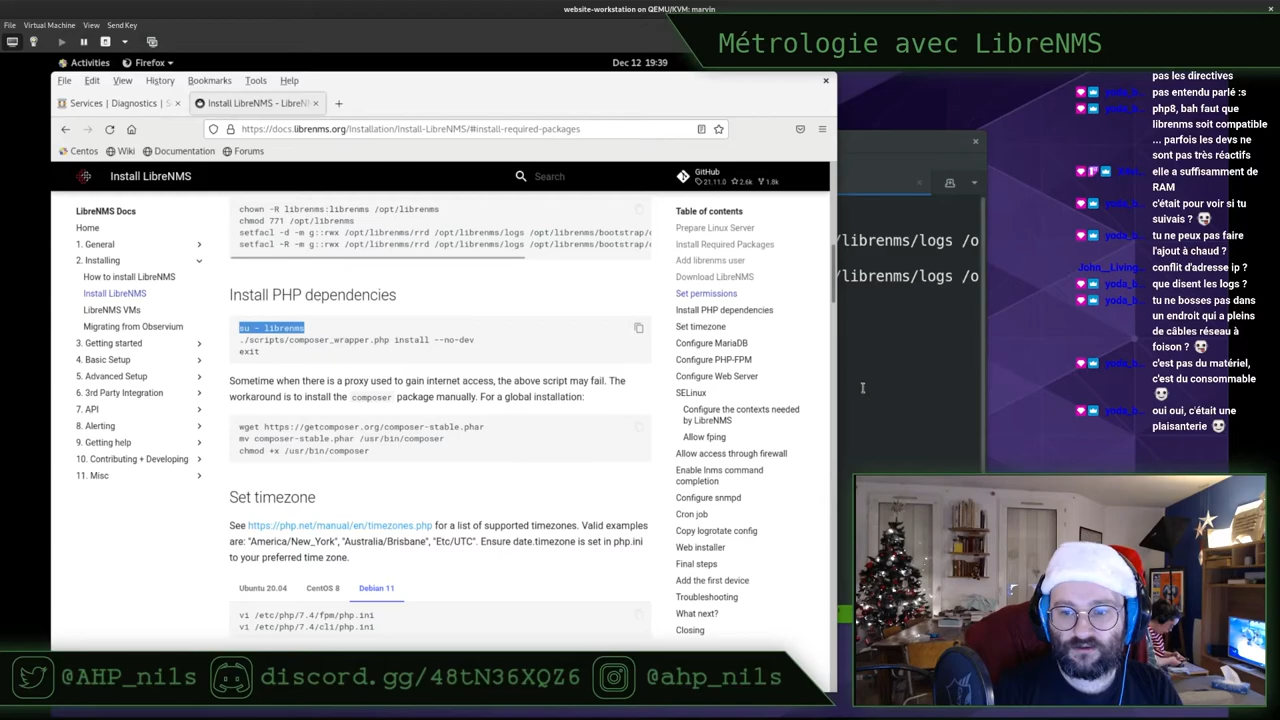 website-workstation on QEMU/KVM: marvin
File Virtual Machine View Send Key
Métrologie avec LibreNMS
Activities Firefox Dec 12 19:39
File Edit View History Bookmarks Tools Help
Services | Diagnostics | S
Install LibreNMS - LibreN
https://docs.librenms.org/Installation/Install-LibreNMS/#install-required-packages
Centos Wiki Documentation Forums
Install LibreNMS
Search
GitHub
21.11.0 2.6k 1.8k
LibreNMS Docs
Home
1. General
2. Installing
How to install LibreNMS
Install LibreNMS
LibreNMS VMs
Migrating from Observium
3. Getting started
4. Basic Setup
5. Advanced Setup
6. 3rd Party Integration
7. API
8. Alerting
9. Getting help
10. Contributing + Developing
11. Misc
chown -R librenms:librenms /opt/librenms
chmod 771 /opt/librenms
setfacl -d -m g::rwx /opt/librenms/rrd /opt/librenms/logs /opt/librenms/bootstrap/c
setfacl -R -m g::rwx /opt/librenms/rrd /opt/librenms/logs /opt/librenms/bootstrap/c
Install PHP dependencies
su - librenms
./scripts/composer_wrapper.php install --no-dev
exit
Sometime when there is a proxy used to gain internet access, the above script may fail. The
workaround is to install the composer package manually. For a global installation:
wget https://getcomposer.org/composer-stable.phar
mv composer-stable.phar /usr/bin/composer
chmod +x /usr/bin/composer
Set timezone
See https://php.net/manual/en/timezones.php for a list of supported timezones. Valid examples
are: "America/New_York", "Australia/Brisbane", "Etc/UTC". Ensure date.timezone is set in php.ini
to your preferred time zone.
Ubuntu 20.04 CentOS 8 Debian 11
vi /etc/php/7.4/fpm/php.ini
vi /etc/php/7.4/cli/php.ini
Table of contents
Prepare Linux Server
Install Required Packages
Add librenms user
Download LibreNMS
Set permissions
Install PHP dependencies
Set timezone
Configure MariaDB
Configure PHP-FPM
Configure Web Server
SELinux
Configure the contexts needed
by LibreNMS
Allow fping
Allow access through firewall
Enable lnms command
completion
Configure snmpd
Cron job
Copy logrotate config
Web installer
Final steps
Add the first device
Troubleshooting
What next?
Closing
/librenms/logs /o
/librenms/logs /o
pas les directives
pas entendu parlé :s
php8, bah faut que
librenms soit compatible
... parfois les devs ne
sont pas très réactifs
elle a suffisamment de
RAM
c'était pour voir si tu
suivais ?
tu ne peux pas faire
l'ajout à chaud ?
John__Living...
conflit d'adresse ip ?
que disent les logs ?
tu ne bosses pas dans
un endroit qui a pleins
de câbles réseau à
foison ?
c'est pas du matériel,
c'est du consommable
oui oui, c'était une
plaisanterie
@AHP_nils discord.gg/48tN36XQZ6 @ahp_nils